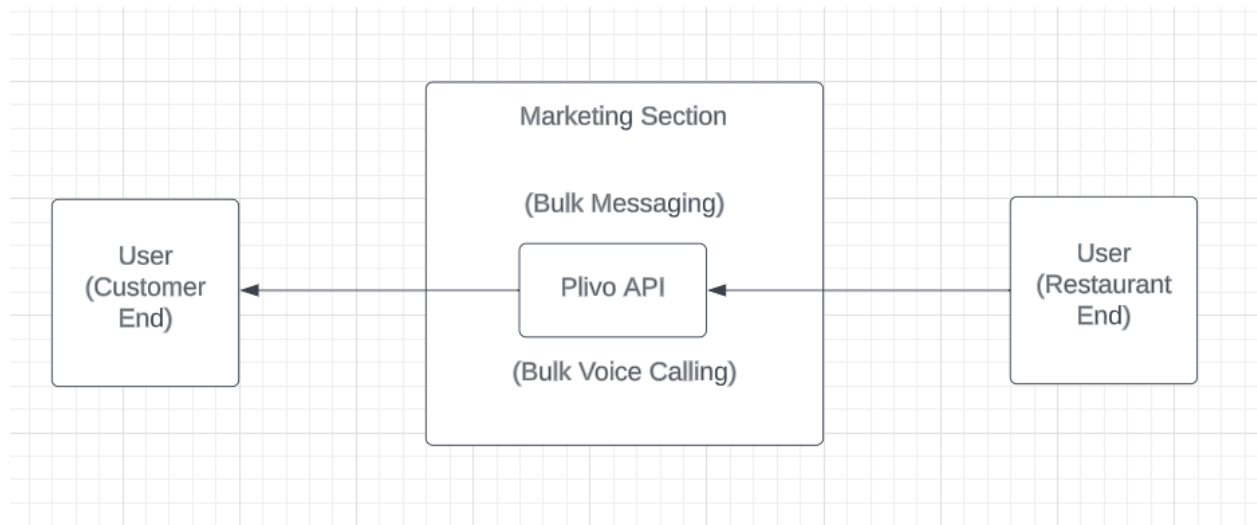 Marketing Section
(Bulk Messaging)
User
(Customer
End)
Plivo API
User
(Restaurant
End)
(Bulk Voice Calling)